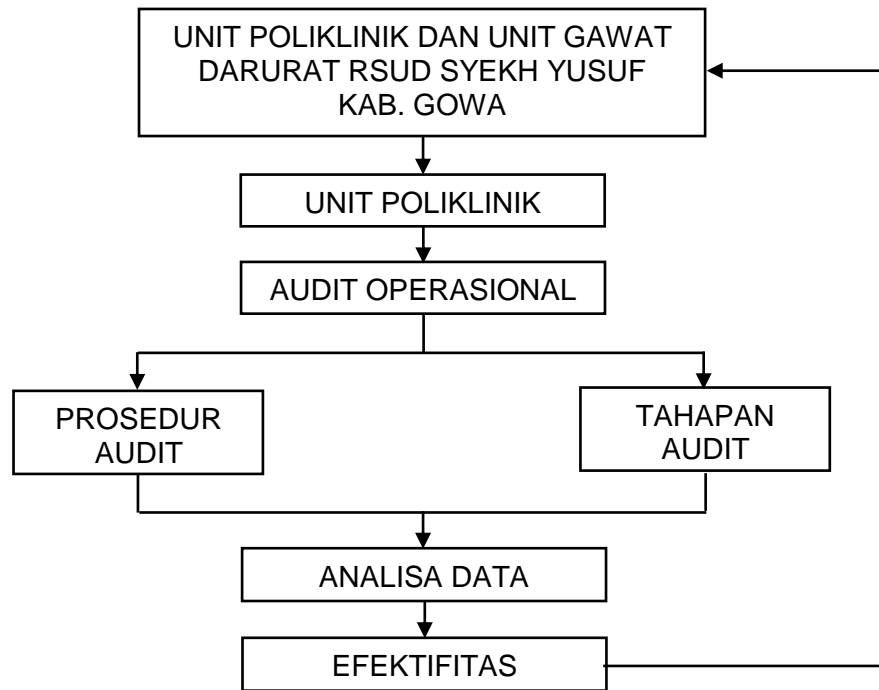 UNIT POLIKLINIK DAN UNIT GAWAT
DARURAT RSUD SYEKH YUSUF
KAB. GOWA
UNIT POLIKLINIK
AUDIT OPERASIONAL
PROSEDUR
AUDIT
TAHAPAN
AUDIT
ANALISA DATA
EFEKTIFITAS